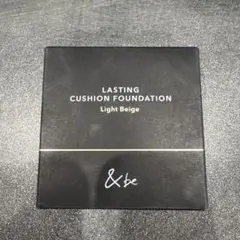 LASTING
CUSHION FOUNDATION
Light Beige
&be